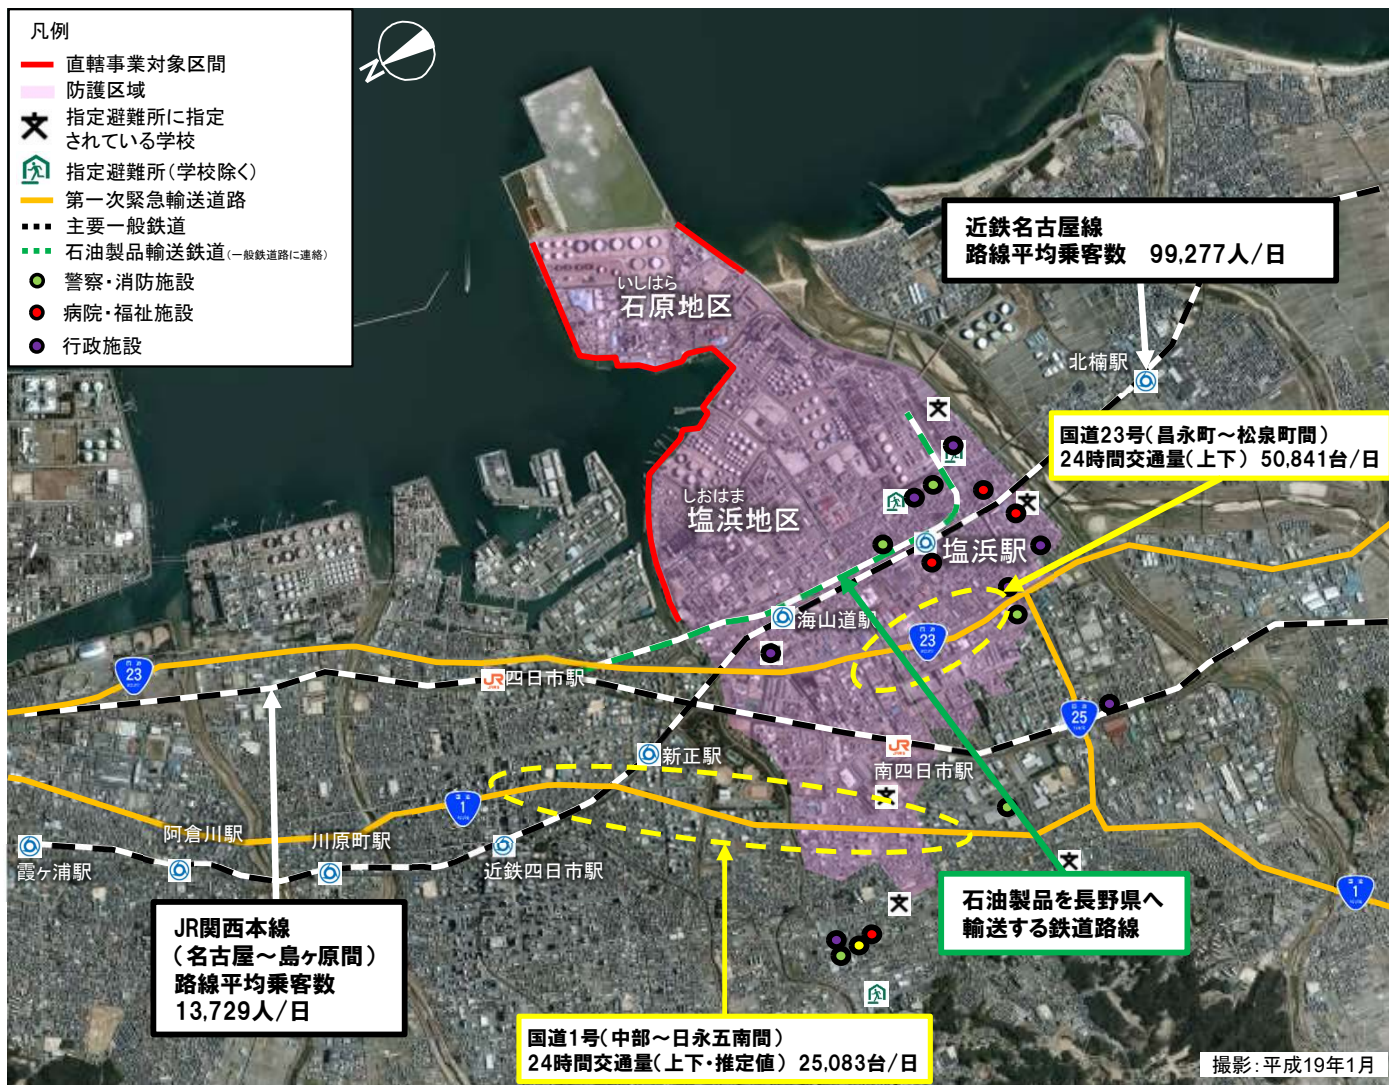 凡例
直轄事業対象区間
防護区域
指定避難所に指定
されている学校
指定避難所(学校除く)
第一次緊急輸送道路
主要一般鉄道
石油製品輸送鉄道(一般鉄道路に連絡)
警察・消防施設
病院・福祉施設
行政施設
N
いしはら
石原地区
近鉄名古屋線
路線平均乗客数 99,277人/日
北楠駅
国道23号(昌永町～松泉町間)
24時間交通量(上下) 50,841台/日
しおはま
塩浜地区
塩浜駅
海山道駅
23
23
JR
四日市駅
25
新正駅
JR
南四日市駅
1
阿倉川駅
川原町駅
霞ヶ浦駅
近鉄四日市駅
1
石油製品を長野県へ
輸送する鉄道路線
JR関西本線
(名古屋～島ヶ原間)
路線平均乗客数
13,729人/日
国道1号(中部～日永五南間)
24時間交通量(上下・推定値) 25,083台/日
撮影:平成19年1月